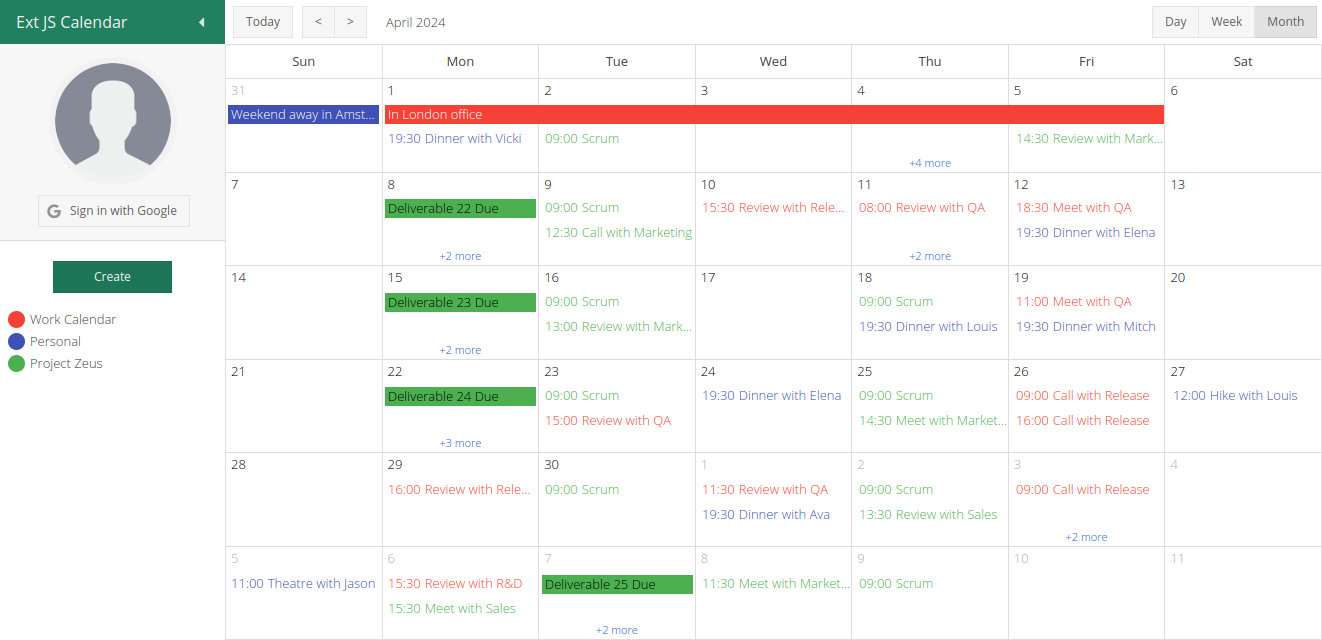 Ext JS Calendar
Sign in with Google
Create
Work Calendar
Personal
Project Zeus
Today < > April 2024 Day Week Month
Sun Mon Tue Wed Thu Fri Sat
31 1 2 3 4 5 6
Weekend away in Amst... In London office
19:30 Dinner with Vicki 09:00 Scrum 14:30 Review with Mark...
+4 more
7 8 9 10 11 12 13
Deliverable 22 Due 09:00 Scrum 15:30 Review with Rele... 08:00 Review with QA 18:30 Meet with QA
12:30 Call with Marketing 19:30 Dinner with Elena
+2 more +2 more
14 15 16 17 18 19 20
Deliverable 23 Due 09:00 Scrum 09:00 Scrum 11:00 Meet with QA
13:00 Review with Mark... 19:30 Dinner with Louis 19:30 Dinner with Mitch
+2 more
21 22 23 24 25 26 27
Deliverable 24 Due 09:00 Scrum 19:30 Dinner with Elena 09:00 Scrum 09:00 Call with Release 12:00 Hike with Louis
15:00 Review with QA 14:30 Meet with Market... 16:00 Call with Release
+3 more
28 29 30 1 2 3 4
16:00 Review with Rele... 09:00 Scrum 11:30 Review with QA 09:00 Scrum 09:00 Call with Release
19:30 Dinner with Ava 13:30 Review with Sales
+2 more
5 6 7 8 9 10 11
11:00 Theatre with Jason 15:30 Review with R&D Deliverable 25 Due 11:30 Meet with Market... 09:00 Scrum
15:30 Meet with Sales
+2 more